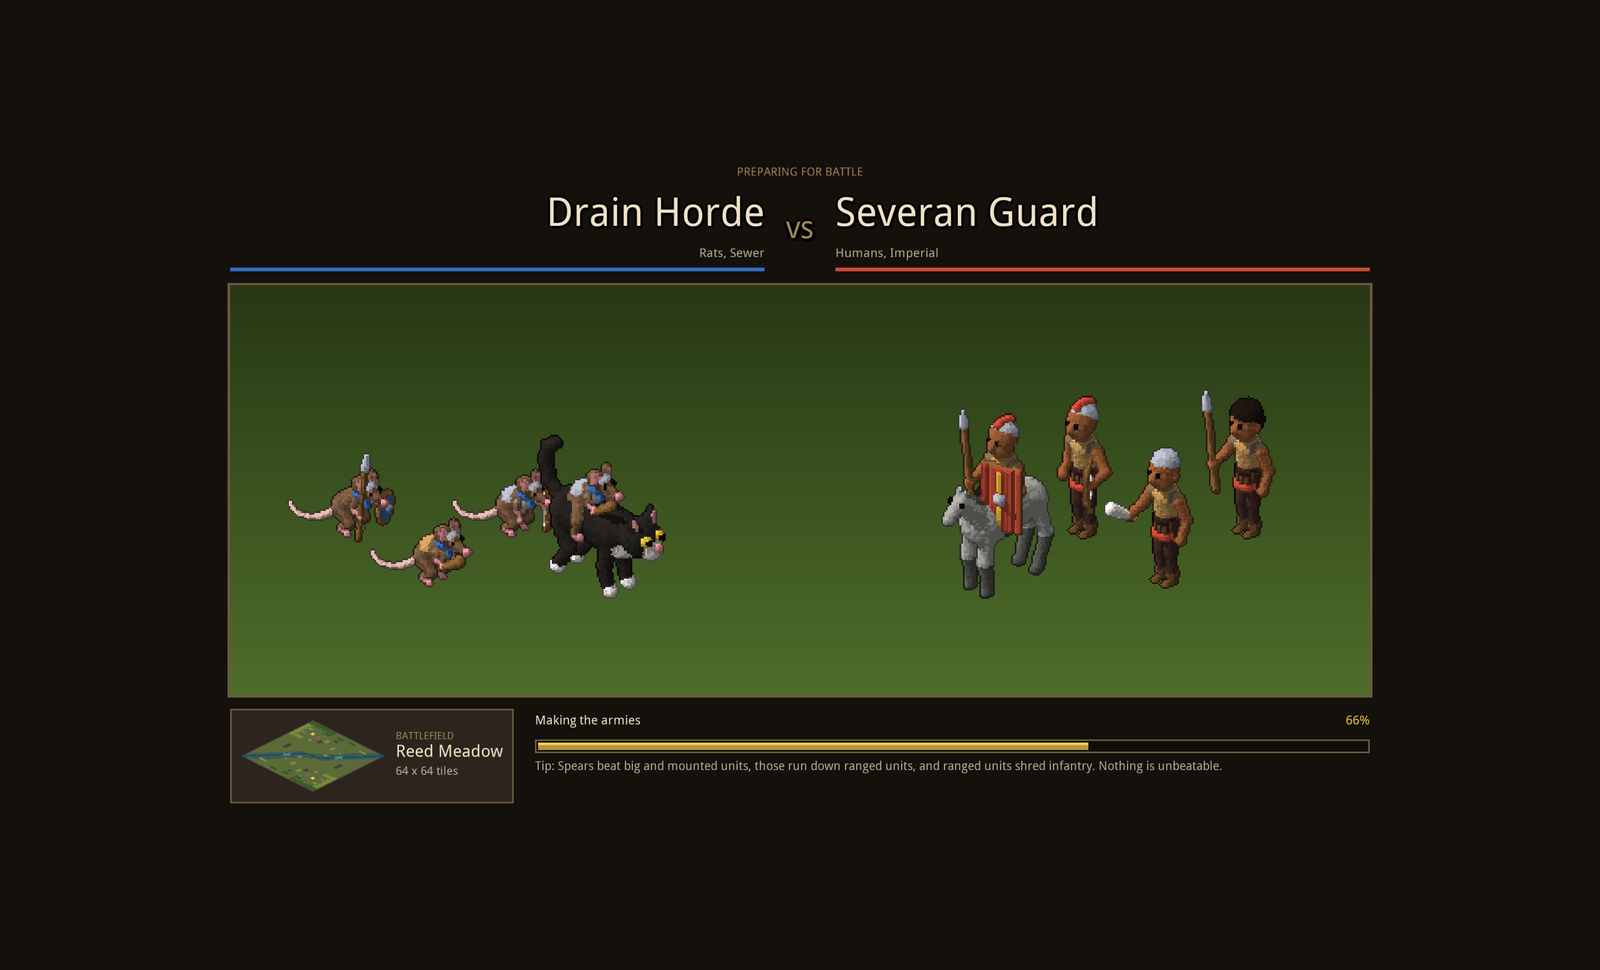 PREPARING FOR BATTLE
Drain Horde vs Severan Guard
Rats, Sewer
Humans, Imperial
BATTLEFIELD
Reed Meadow
64 x 64 tiles
Making the armies
66%
Tip: Spears beat big and mounted units, those run down ranged units, and ranged units shred infantry. Nothing is unbeatable.